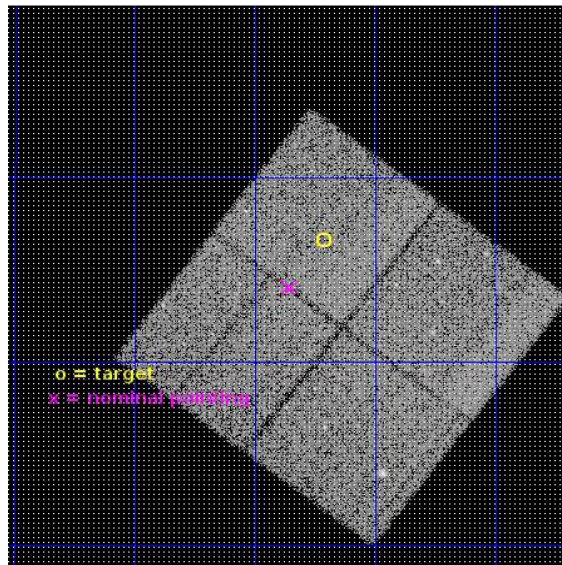 o = target
x = nominal pointing